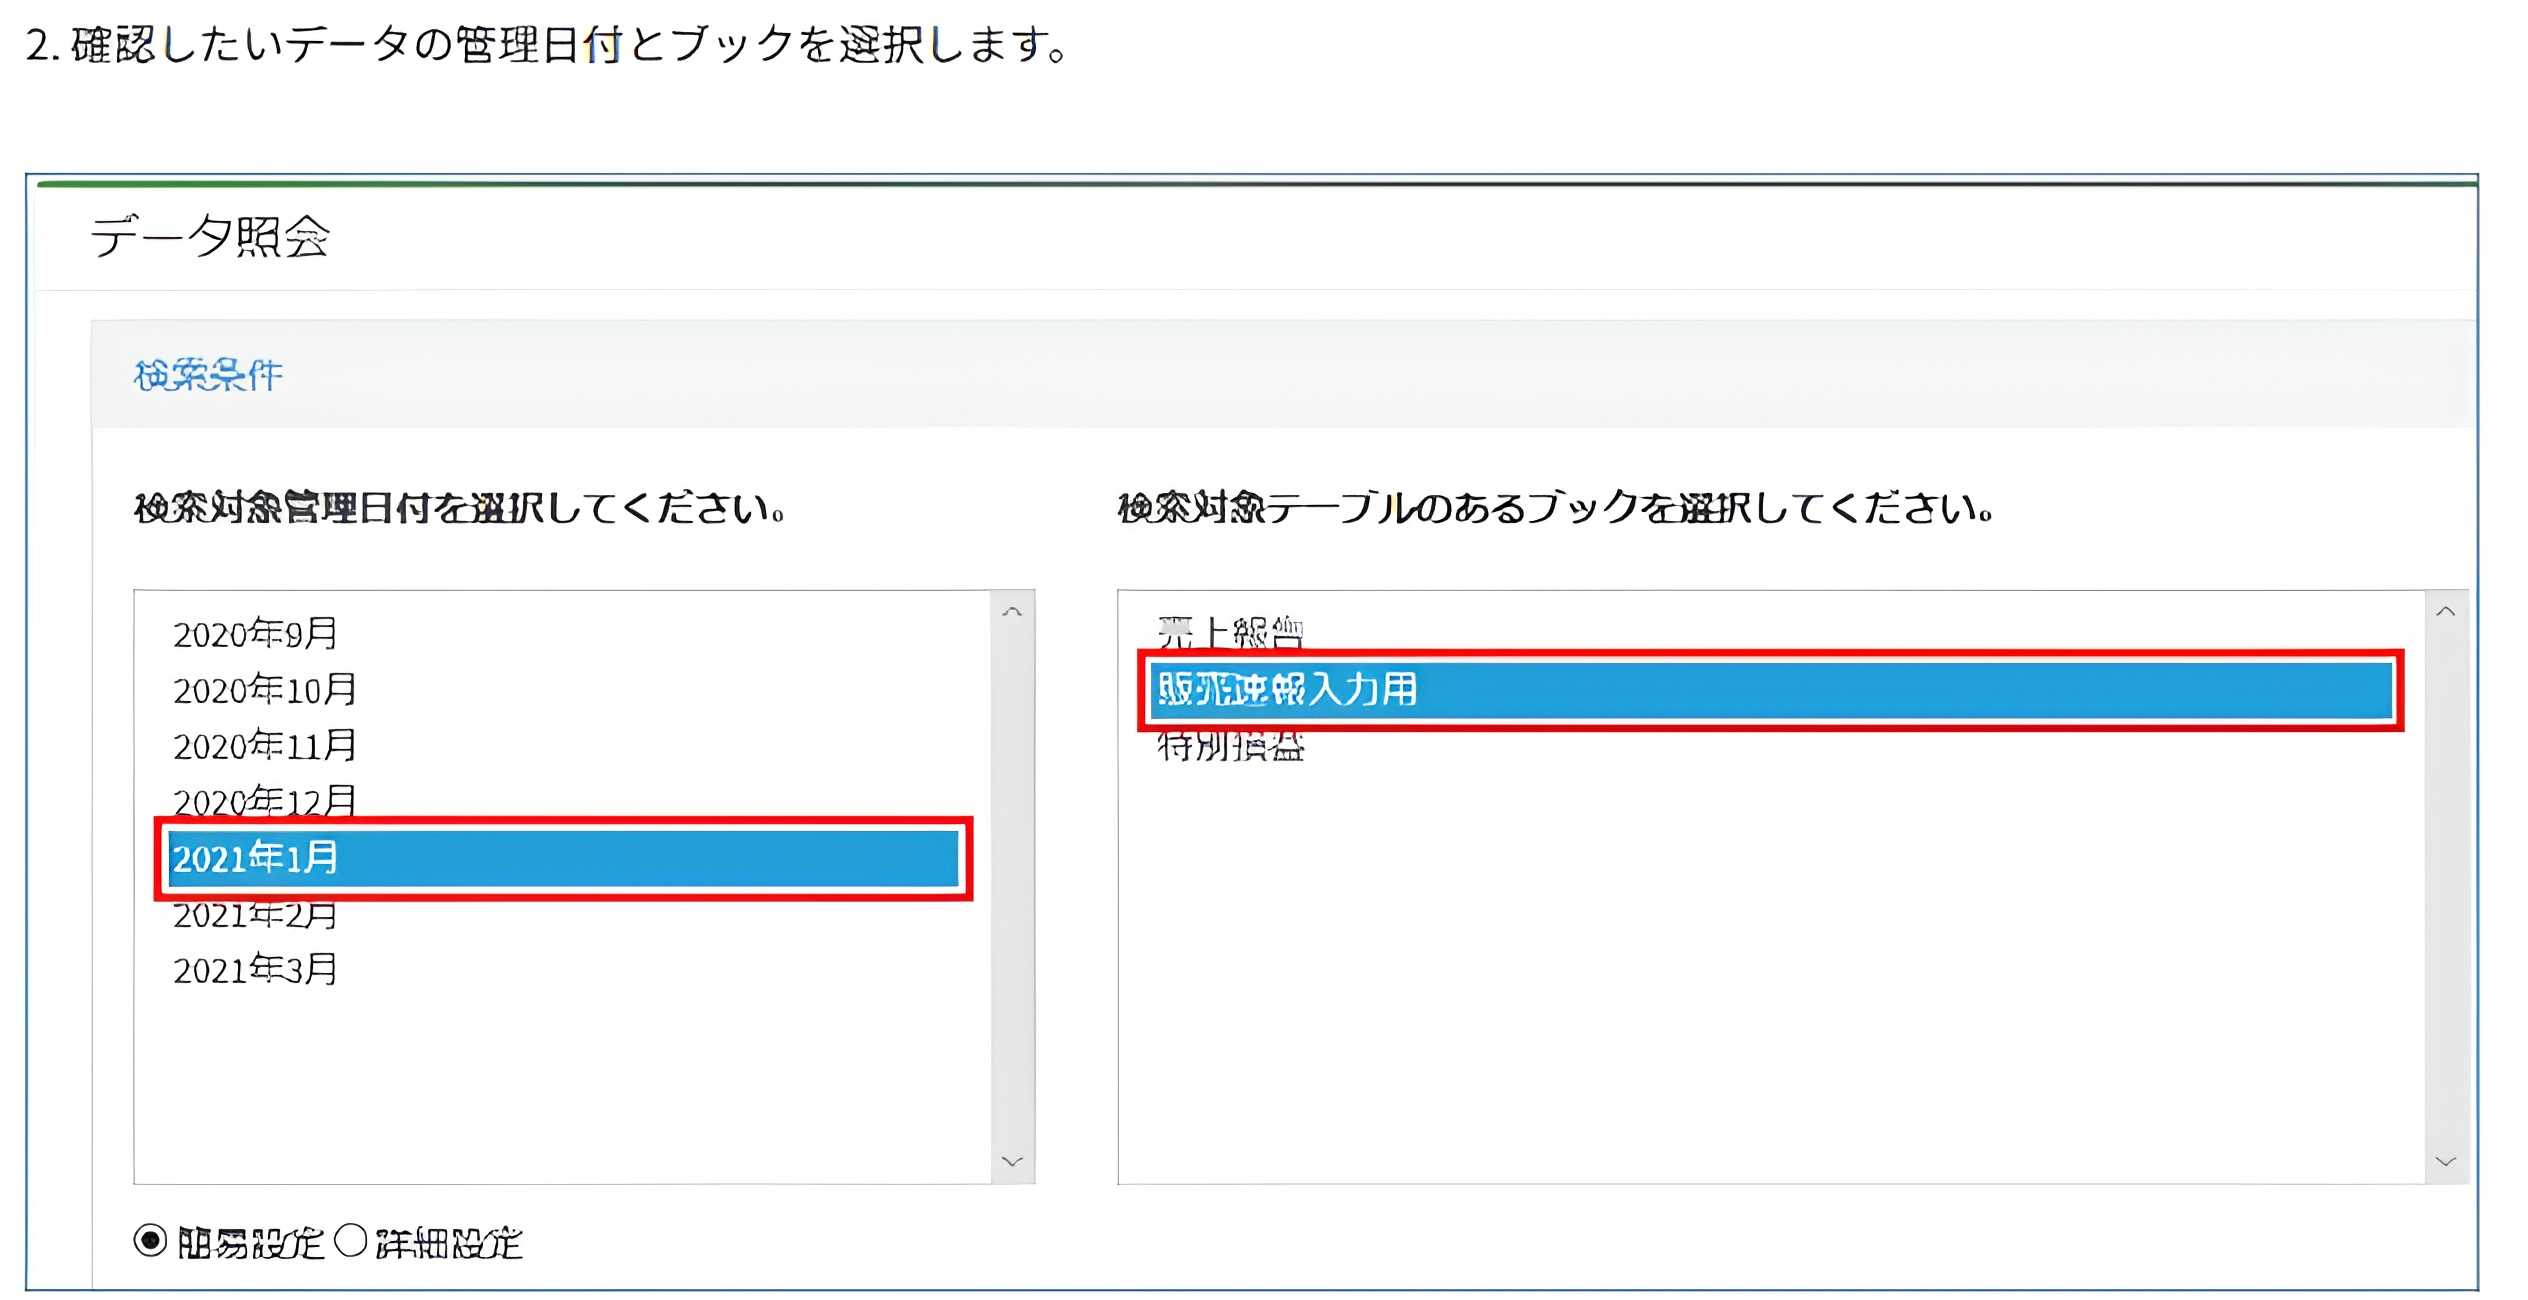 2. 確認したいデータの管理日付とブックを選択します。
データ照会
検索条件
検索対象管理日付を選択してください。
検索対象テーブルのあるブックを選択してください。
2020年9月
2020年10月
2020年11月
2020年12月
2021年1月
2021年2月
2021年3月
売上報告
販売速報入力用
特別損益
簡易設定 詳細設定